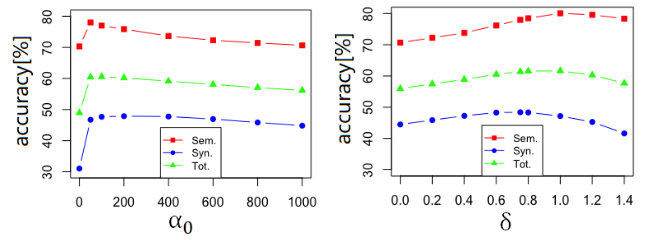 accuracy[%]
80
70
60
50
40
30
Sem.
Syn.
Tot.
0 200 400 600 800 1000
α₀
accuracy[%]
80
70
60
50
40
30
Sem.
Syn.
Tot.
0.0 0.2 0.4 0.6 0.8 1.0 1.2 1.4
δ